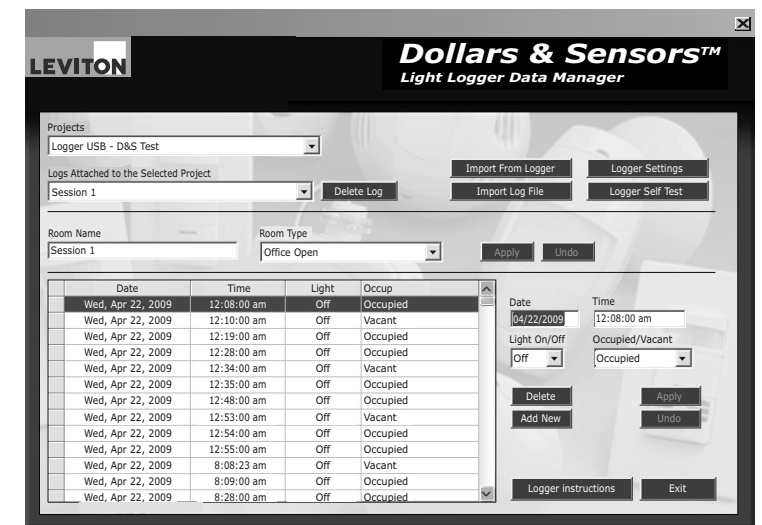 LEVITON
Dollars & Sensors™
Light Logger Data Manager
Projects
Logger USB - D&S Test
Logs Attached to the Selected Project
Session 1
Delete Log
Import From Logger
Logger Settings
Import Log File
Logger Self Test
Room Name
Room Type
Session 1
Office Open
Apply
Undo
Date Time Light Occup
Wed, Apr 22, 2009 12:08:00 am Off Occupied
Wed, Apr 22, 2009 12:10:00 am Off Vacant
Wed, Apr 22, 2009 12:19:00 am Off Occupied
Wed, Apr 22, 2009 12:28:00 am Off Occupied
Wed, Apr 22, 2009 12:34:00 am Off Vacant
Wed, Apr 22, 2009 12:35:00 am Off Occupied
Wed, Apr 22, 2009 12:48:00 am Off Occupied
Wed, Apr 22, 2009 12:53:00 am Off Vacant
Wed, Apr 22, 2009 12:54:00 am Off Occupied
Wed, Apr 22, 2009 12:55:00 am Off Occupied
Wed, Apr 22, 2009 8:08:23 am Off Vacant
Wed, Apr 22, 2009 8:09:00 am Off Occupied
Wed, Apr 22, 2009 8:28:00 am Off Occupied
Date
Time
04/22/2009
12:08:00 am
Light On/Off
Occupied/Vacant
Off
Occupied
Delete
Apply
Add New
Undo
Logger instructions
Exit